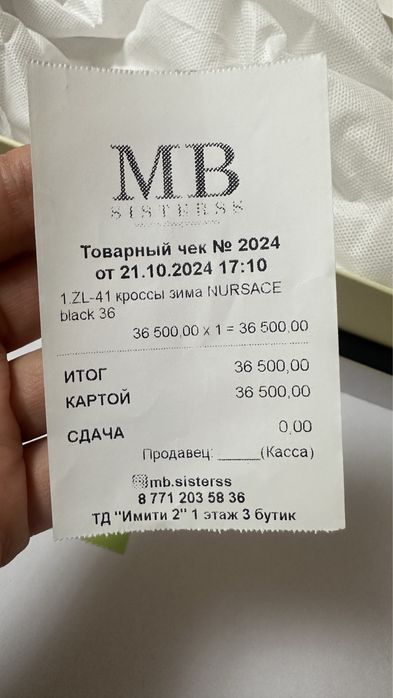 MB
SISTERSS
Товарный чек № 2024
от 21.10.2024 17:10
1.ZL-41 кроссы зима NURSACE
black 36
36 500,00 x 1 = 36 500,00
ИТОГ 36 500,00
КАРТОЙ 36 500,00
СДАЧА 0,00
Продавец: ______(Касса)
mb.sisterss
8 771 203 58 36
ТД "Имити 2" 1 этаж 3 бутик